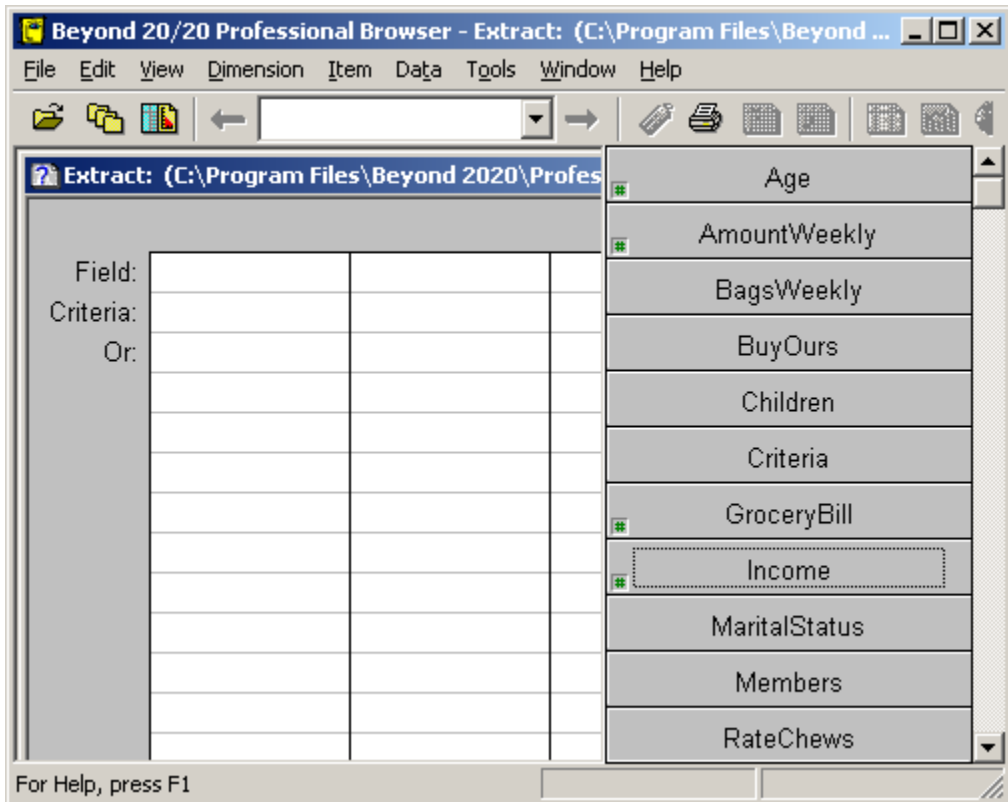 Beyond 20/20 Professional Browser - Extract: (C:\Program Files\Beyond ...
File Edit View Dimension Item Data Tools Window Help
Extract: (C:\Program Files\Beyond 2020\Profes
Field:
Criteria:
Or:
Age
AmountWeekly
BagsWeekly
BuyOurs
Children
Criteria
GroceryBill
Income
MaritalStatus
Members
RateChews
For Help, press F1